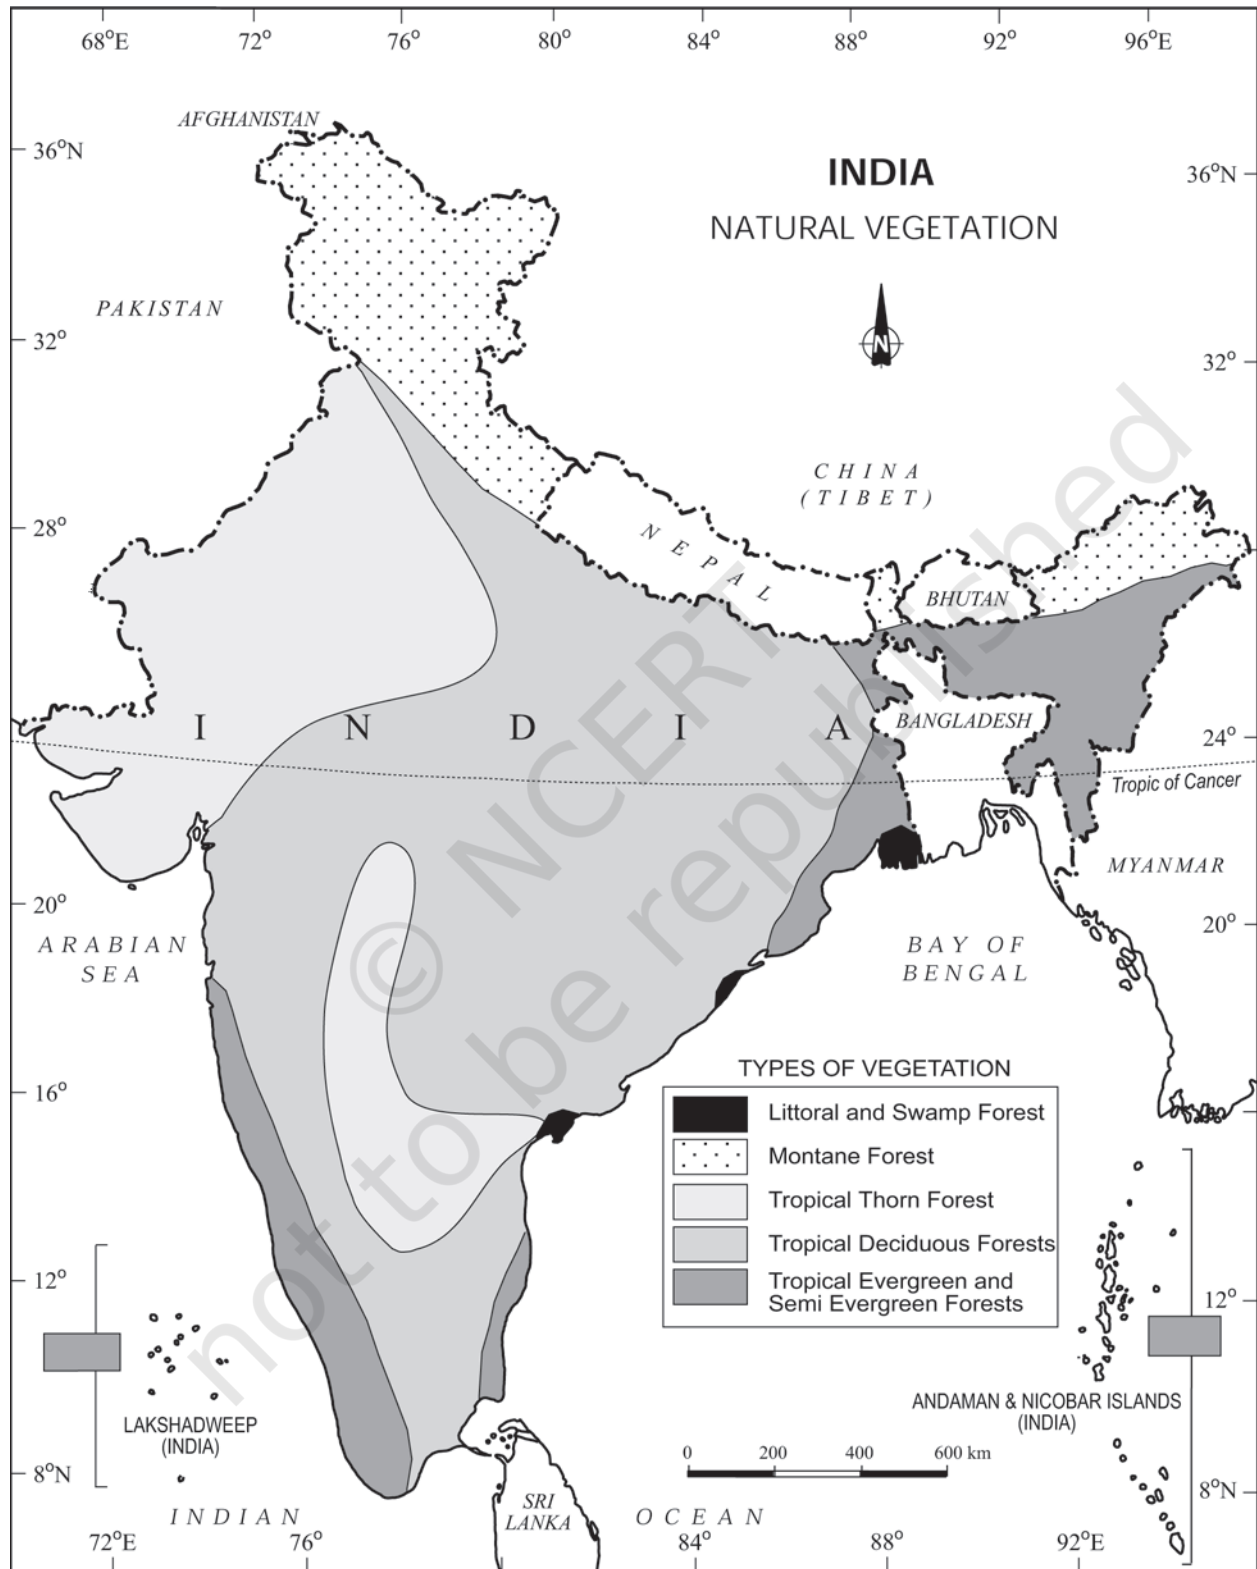 68°E 72° 76° 80° 84° 88° 92° 96°E
AFGHANISTAN
36°N
INDIA
36°N
NATURAL VEGETATION
PAKISTAN
N
32°
32°
CHINA
(TIBET)
28°
28°
NEPAL
BHUTAN
I N D I A
BANGLADESH
24°
24°
Tropic of Cancer
MYANMAR
20°
20°
ARABIAN
SEA
BAY OF
BENGAL
© NCERT
not to be republished
16°
TYPES OF VEGETATION
Littoral and Swamp Forest
Montane Forest
Tropical Thorn Forest
Tropical Deciduous Forests
Tropical Evergreen and
Semi Evergreen Forests
12°
12°
LAKSHADWEEP
(INDIA)
ANDAMAN & NICOBAR ISLANDS
(INDIA)
0 200 400 600 km
8°N
8°N
SRI
LANKA
INDIAN OCEAN
72°E 76° 84° 88° 92°E